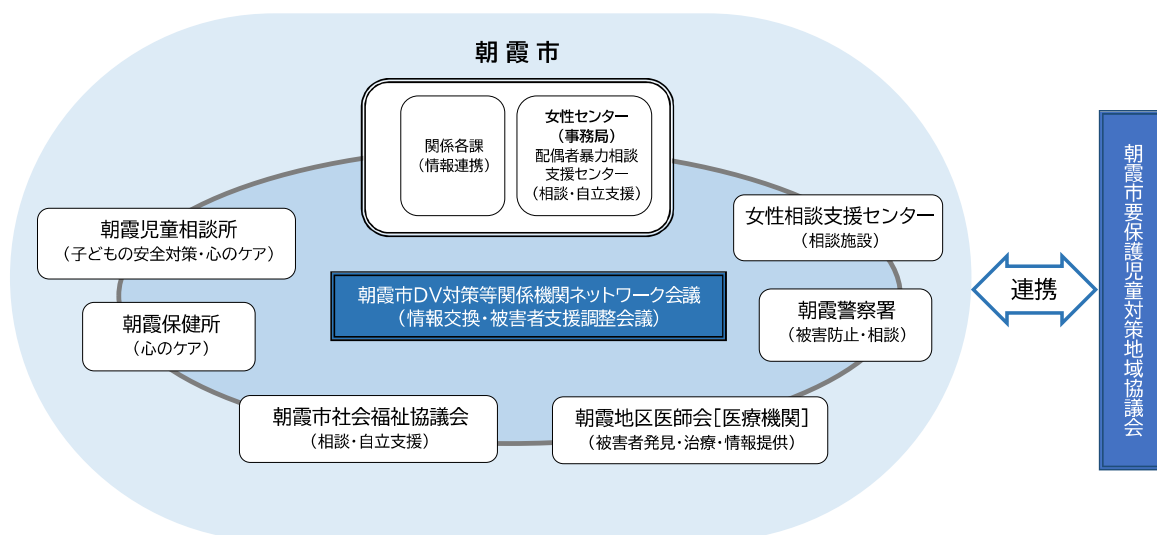 朝霞市
関係各課
（情報連携）
女性センター
（事務局）
配偶者暴力相談
支援センター
（相談・自立支援）
朝霞児童相談所
（子どもの安全対策・心のケア）
女性相談支援センター
（相談施設）
朝霞市DV対策等関係機関ネットワーク会議
（情報交換・被害者支援調整会議）
朝霞保健所
（心のケア）
朝霞警察署
（被害防止・相談）
朝霞市社会福祉協議会
（相談・自立支援）
朝霞地区医師会［医療機関］
（被害者発見・治療・情報提供）
連携
朝霞市要保護児童対策地域協議会